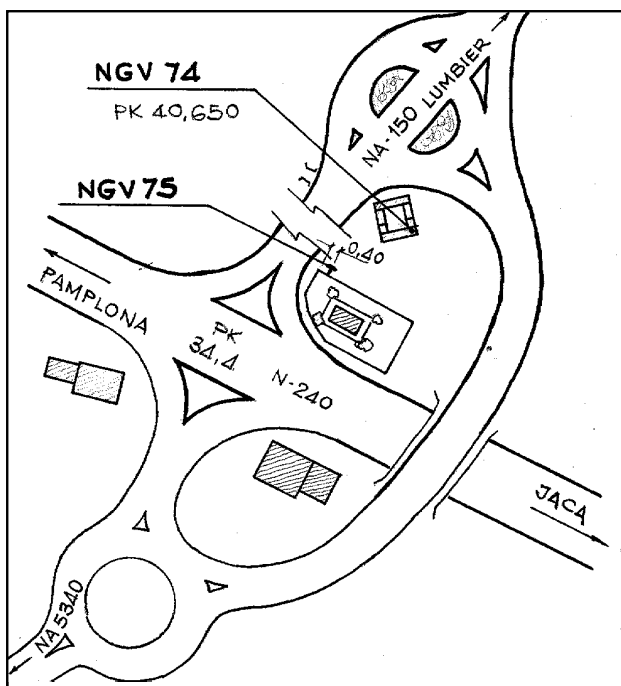 NGV 74
PK 40,650
NA-150 LUMBIER
NGV 75
0,40
PAMPLONA
PK
34,4
N-240
JACA
NA5340